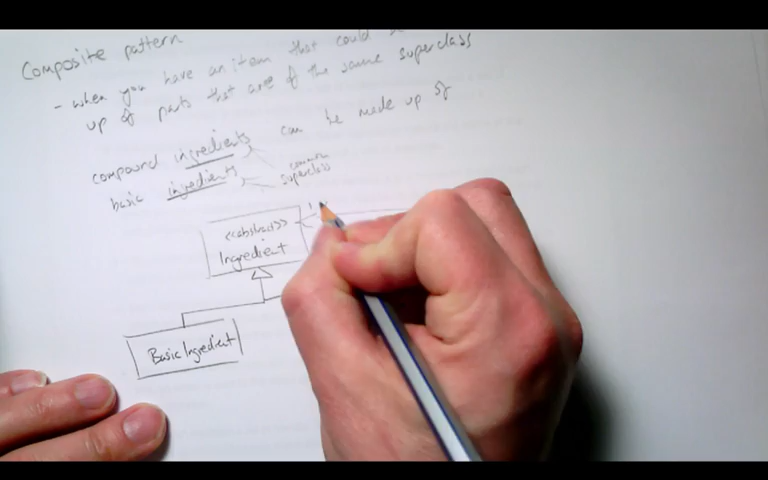 Composite pattern
- when you have an item that could
up of parts that are of the same superclass
compound ingredients can be made up of
basic ingredients
common
superclass
<<abstract>>
Ingredient
BasicIngredient